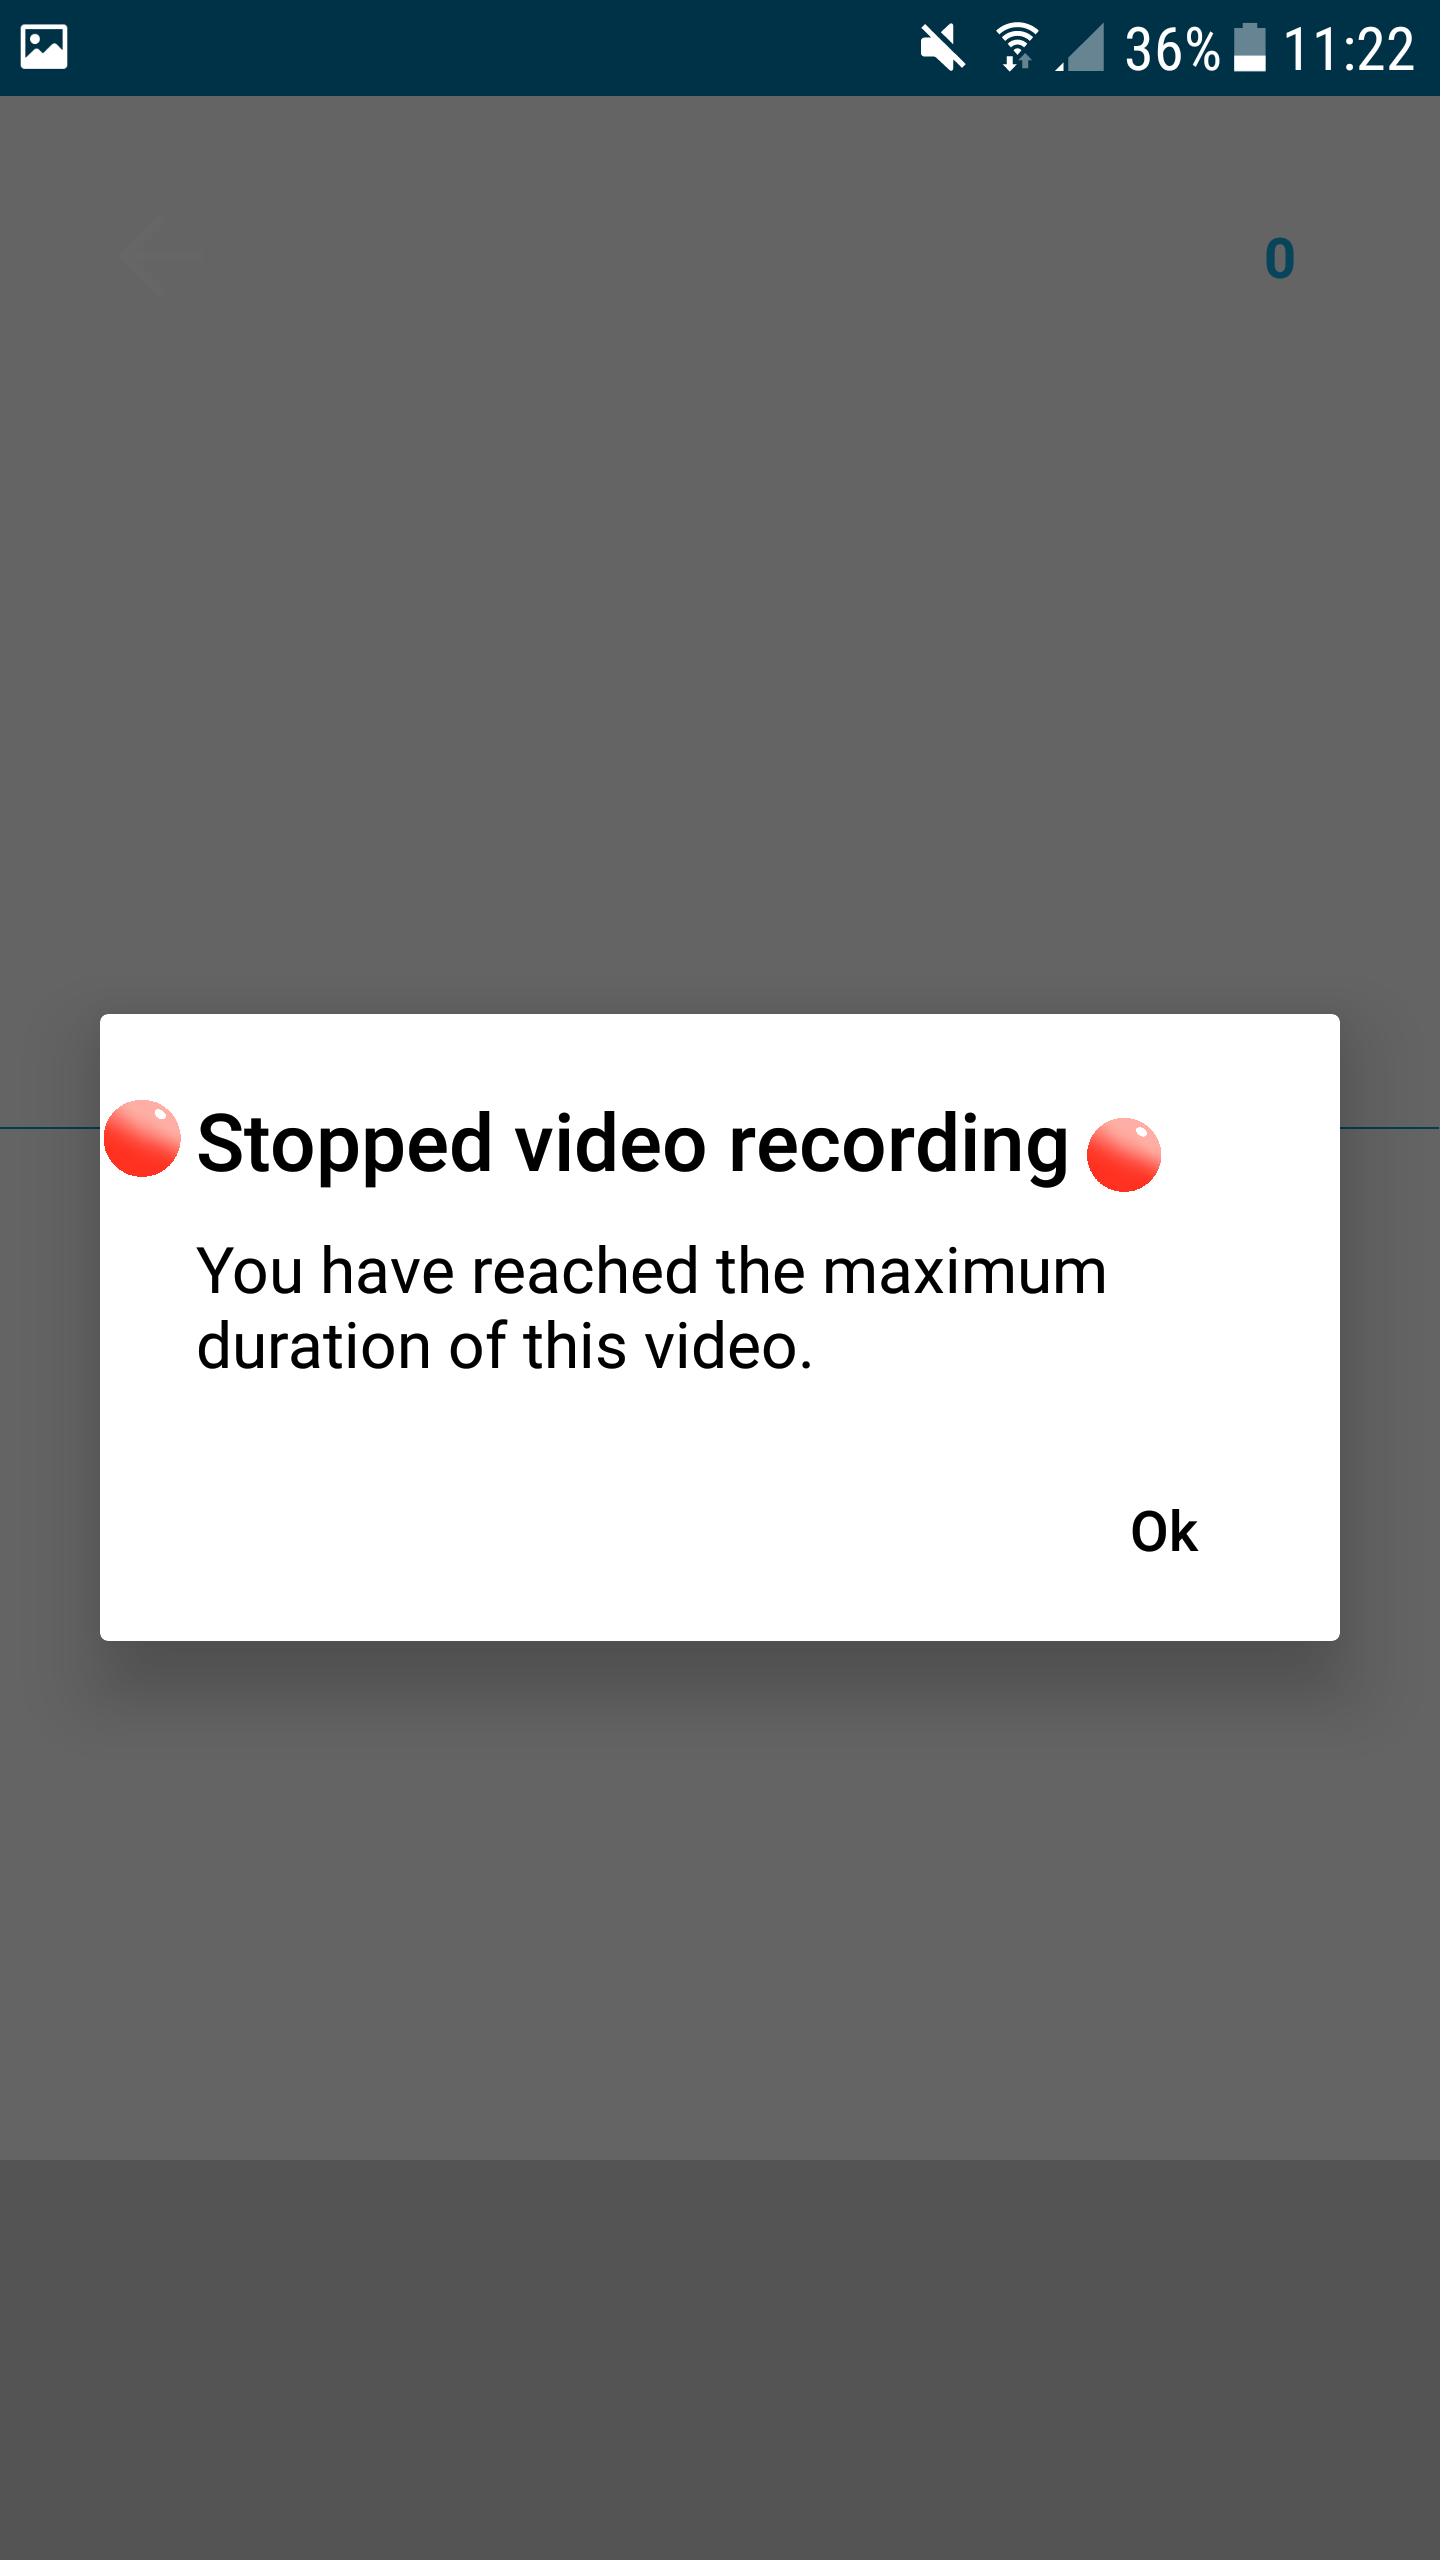 36% 11:22
0
Stopped video recording
You have reached the maximum
duration of this video.
Ok